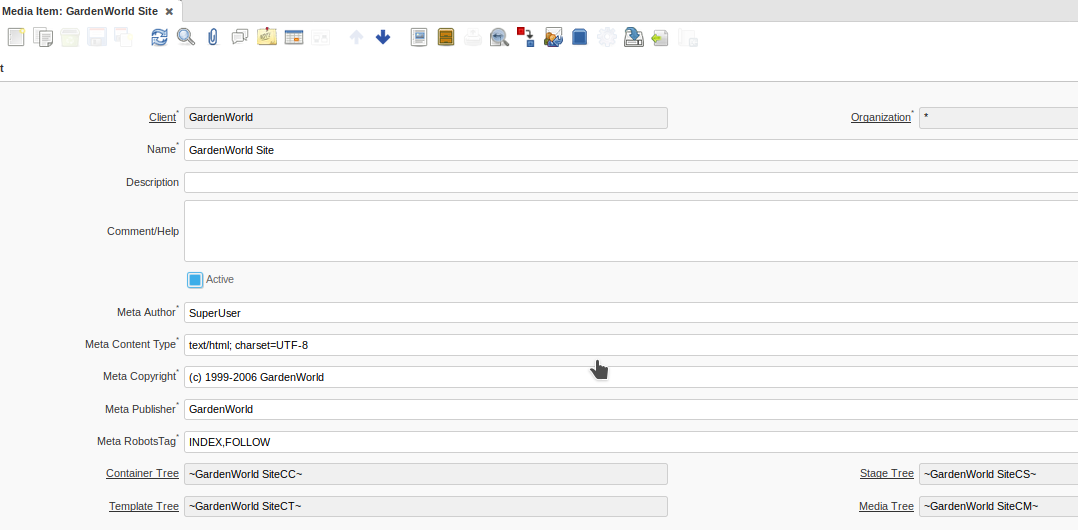 Media Item: GardenWorld Site ×
t
Client* GardenWorld Organization* *
Name* GardenWorld Site
Description
Comment/Help
Active
Meta Author* SuperUser
Meta Content Type* text/html; charset=UTF-8
Meta Copyright* (c) 1999-2006 GardenWorld
Meta Publisher* GardenWorld
Meta RobotsTag* INDEX,FOLLOW
Container Tree ~GardenWorld SiteCC~ Stage Tree ~GardenWorld SiteCS~
Template Tree ~GardenWorld SiteCT~ Media Tree ~GardenWorld SiteCM~